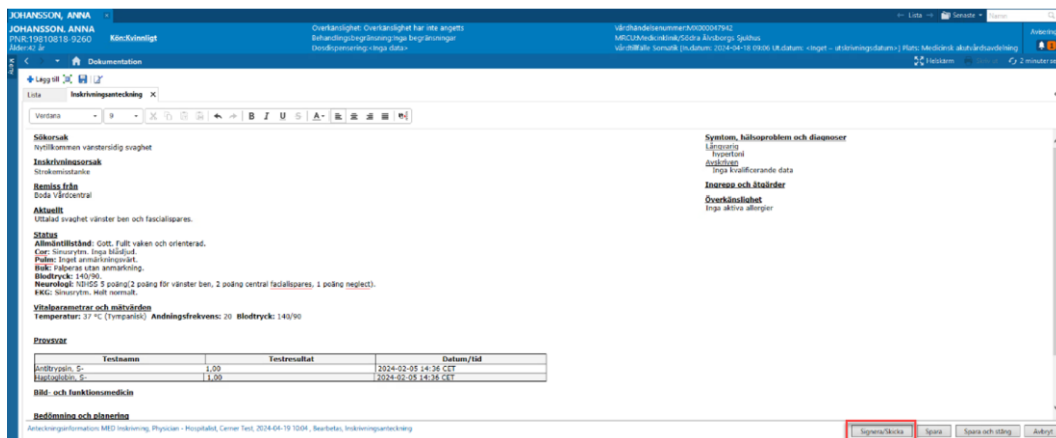 JOHANSSON, ANNA ×
Lista
Senaste
Namn
JOHANSSON, ANNA
PNR:19810818-9260
Ålder:42 år
Kön:Kvinnligt
Överkänslighet: Överkänslighet har inte angetts
Behandlingsbegränsning:Inga begränsningar
Dosdispensering:<Inga data>
Vårdhändelsenummer:MX00047942
MRCU:Medicinklinik/Södra Älvsborgs Sjukhus
Vårdtillfälle Somatik [In.datum: 2024-04-18 09:06 Ut.datum: <Inget – utskrivningsdatum>] Plats: Medicinsk akutvårdsavdelning
Avisering
Meny
Dokumentation
Helskärm
2 minuter se
Lägg till
Lista
Inskrivningsanteckning ×
Verdana
9
B I U S A
Sökorsak
Nytillkommen vänstersidig svaghet
Inskrivningsorsak
Strokemisstanke
Remiss från
Boda Vårdcentral
Aktuellt
Uttalad svaghet vänster ben och fascialispares.
Status
Allmäntillstånd: Gott. Fullt vaken och orienterad.
Cor: Sinusrytm. Inga blåsljud.
Pulm: Inget anmärkningsvärt.
Buk: Palperas utan anmärkning.
Blodtryck: 140/90.
Neurologi: NIHSS 5 poäng(2 poäng för vänster ben, 2 poäng central facialispares, 1 poäng neglect).
EKG: Sinusrytm. Helt normalt.
Vitalparametrar och mätvärden
Temperatur: 37 °C (Tympanisk) Andningsfrekvens: 20 Blodtryck: 140/90
Provsvar
Testnamn Testresultat Datum/tid
Antitrypsin, S- 1,00 2024-02-05 14:36 CET
Haptoglobin, S- 1,00 2024-02-05 14:36 CET
Bild- och funktionsmedicin
Bedömning och planering
Symtom, hälsoproblem och diagnoser
Långvarig
hypertoni
Avskriven
Inga kvalificerande data
Ingrepp och åtgärder
Överkänslighet
Inga aktiva allergier
Anteckningsinformation: MED Inskrivning, Physician - Hospitalist, Cerner Test, 2024-04-19 10:04 , Bearbetas, Inskrivningsanteckning
Signera/Skicka
Spara
Spara och stäng
Avbryt